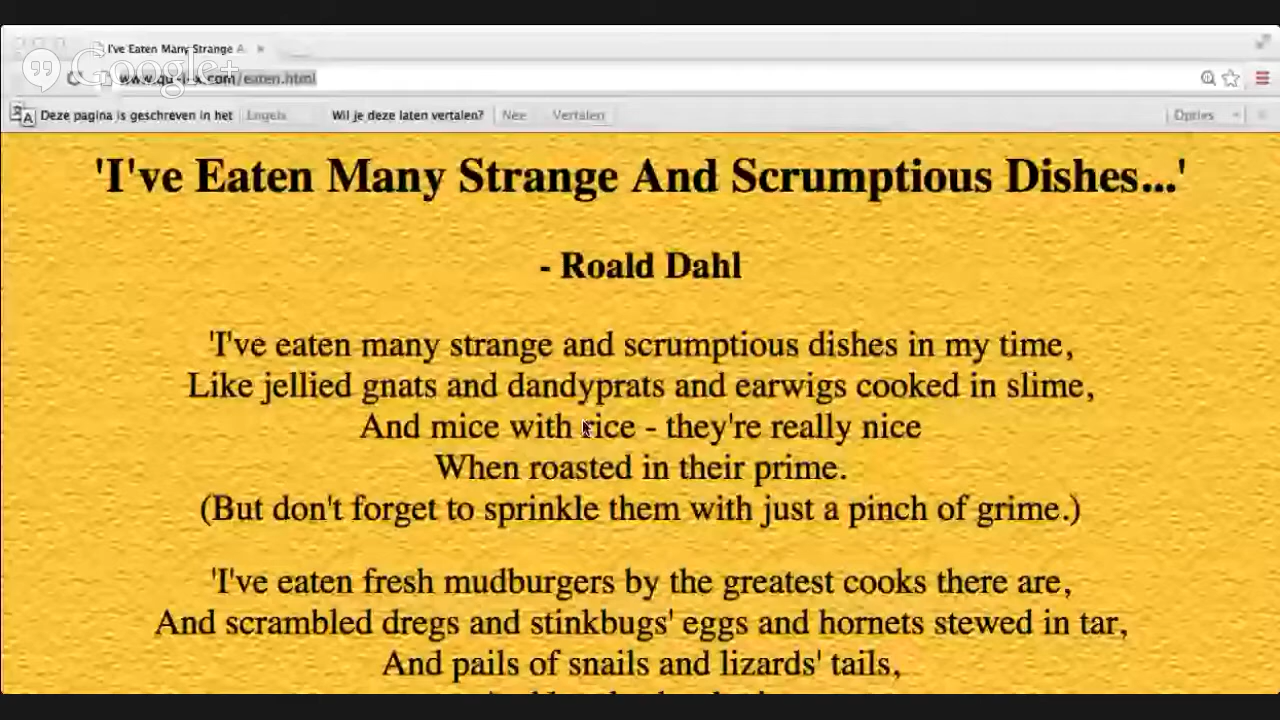 I've Eaten Many Strange A
Google+
/eaten.html
Deze pagina is geschreven in het Engels Wil je deze laten vertalen? Nee Vertalen Opties
'I've Eaten Many Strange And Scrumptious Dishes...'
- Roald Dahl
'I've eaten many strange and scrumptious dishes in my time,
Like jellied gnats and dandyprats and earwigs cooked in slime,
And mice with rice - they're really nice
When roasted in their prime.
(But don't forget to sprinkle them with just a pinch of grime.)
'I've eaten fresh mudburgers by the greatest cooks there are,
And scrambled dregs and stinkbugs' eggs and hornets stewed in tar,
And pails of snails and lizards' tails,